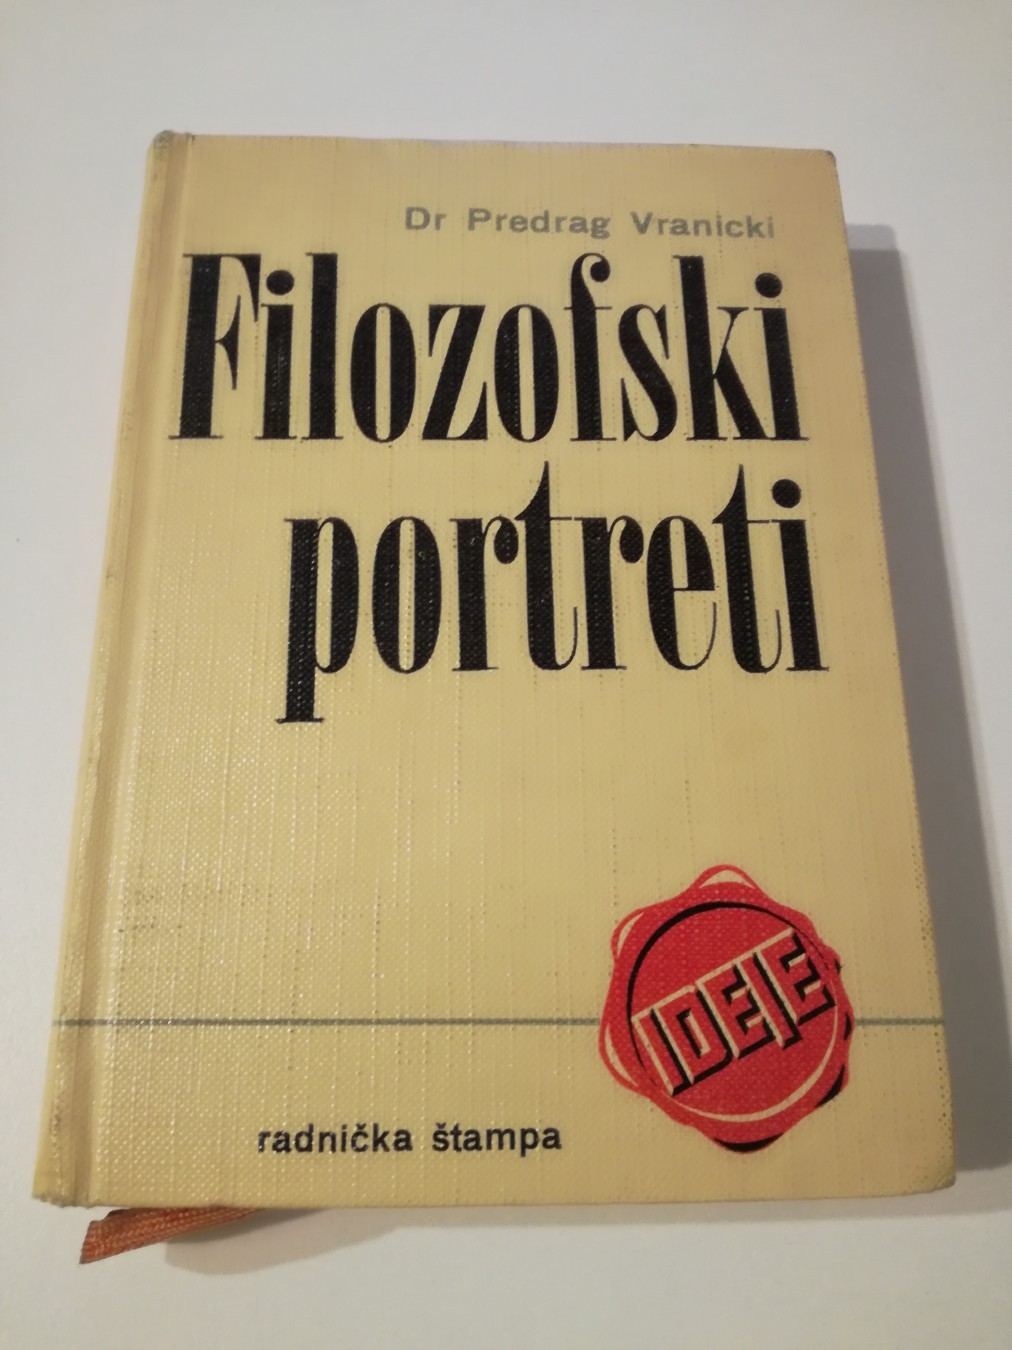 Dr Predrag Vranicki
Filozofski
portreti
IDEJE
radnička štampa